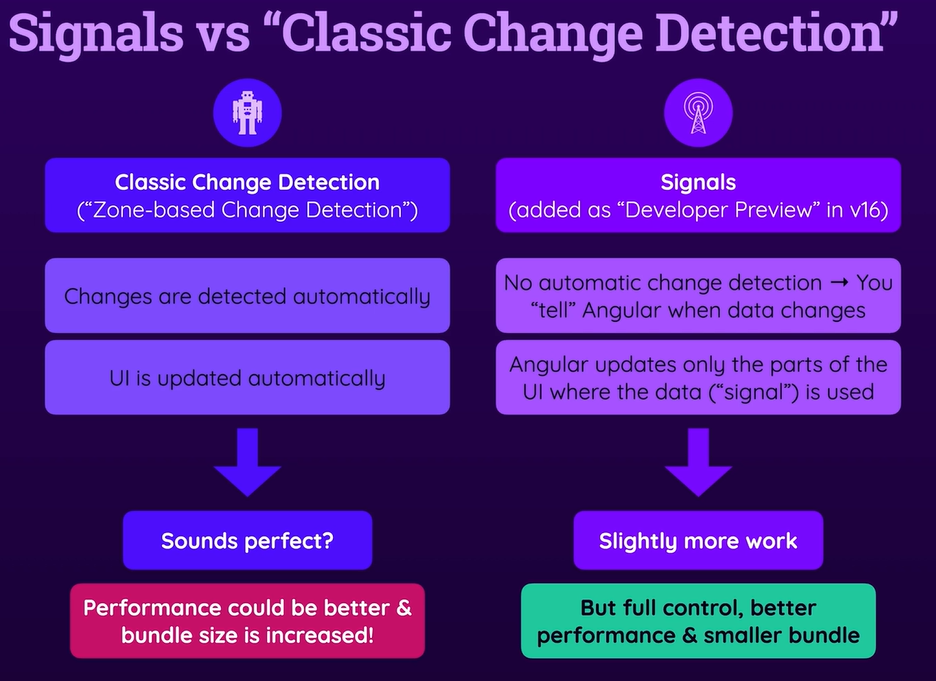 Signals vs “Classic Change Detection”
Classic Change Detection
(“Zone-based Change Detection”)
Changes are detected automatically
UI is updated automatically
Sounds perfect?
Performance could be better &
bundle size is increased!
Signals
(added as “Developer Preview” in v16)
No automatic change detection → You
“tell” Angular when data changes
Angular updates only the parts of the
UI where the data (“signal”) is used
Slightly more work
But full control, better
performance & smaller bundle